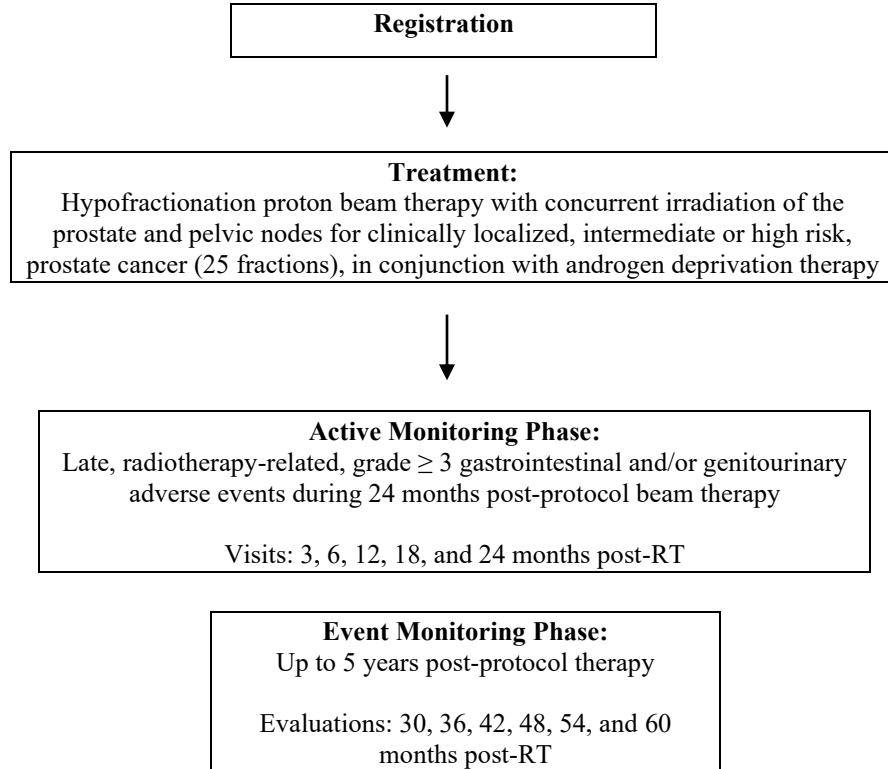 Registration
Treatment:
Hypofractionation proton beam therapy with concurrent irradiation of the
prostate and pelvic nodes for clinically localized, intermediate or high risk,
prostate cancer (25 fractions), in conjunction with androgen deprivation therapy
Active Monitoring Phase:
Late, radiotherapy-related, grade ≥ 3 gastrointestinal and/or genitourinary
adverse events during 24 months post-protocol beam therapy
Visits: 3, 6, 12, 18, and 24 months post-RT
Event Monitoring Phase:
Up to 5 years post-protocol therapy
Evaluations: 30, 36, 42, 48, 54, and 60
months post-RT